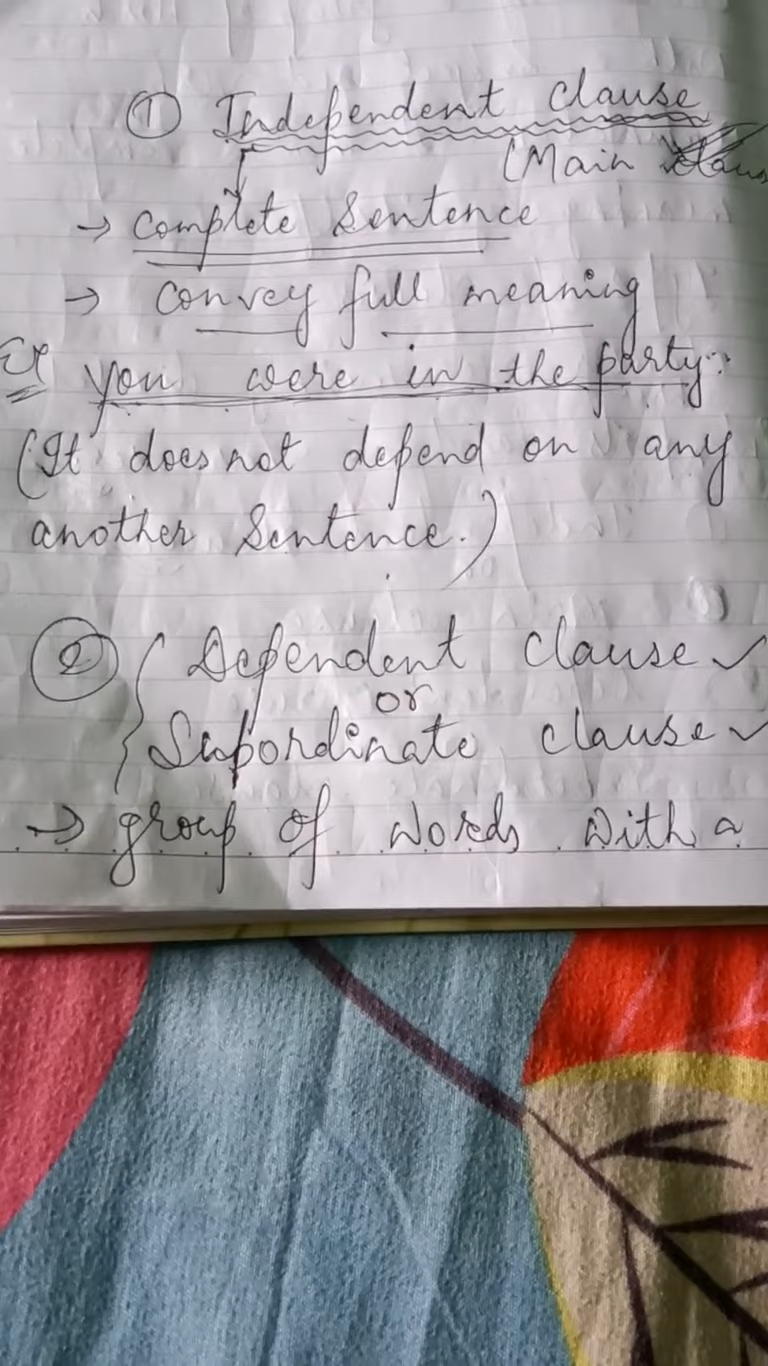 ① Independent clause
(Main
→ complete Sentence
→ convey full meaning
Ex you were in the party.
(It does not depend on any
another Sentence.)
② { Dependent clause ✓
or
Subordinate clause ✓
→ group of words with a